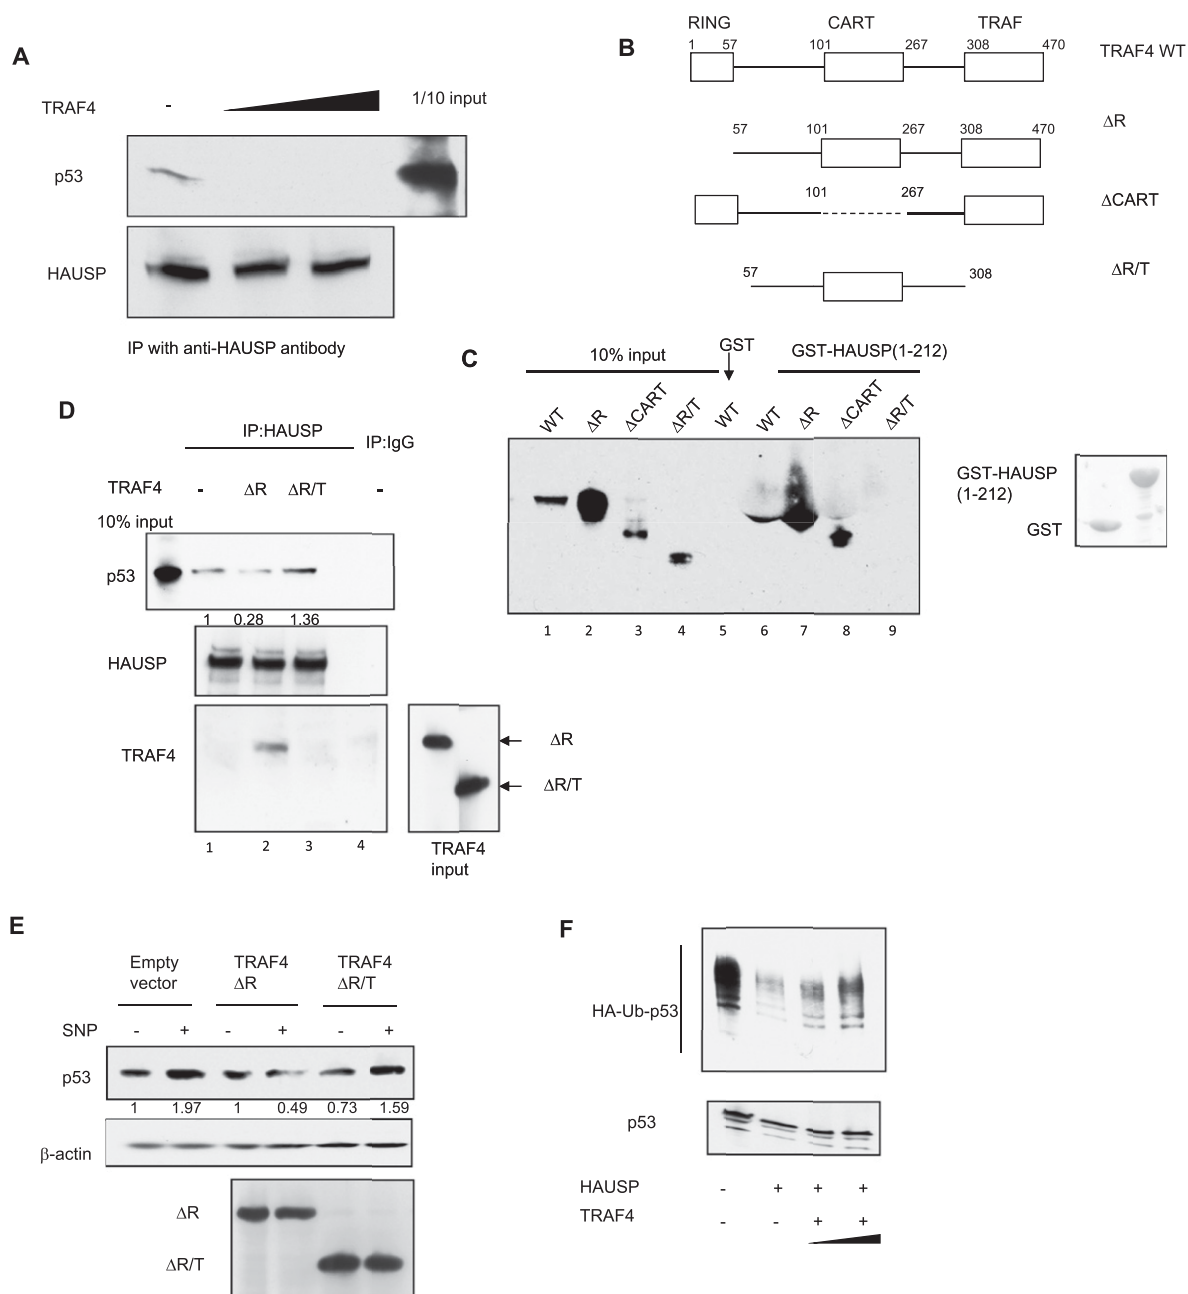 A
TRAF4 - 1/10 input
p53
HAUSP
IP with anti-HAUSP antibody
B
RING CART TRAF
1 57 101 267 308 470
TRAF4 WT
57 101 267 308 470
ΔR
101 267
ΔCART
57 308
ΔR/T
C
10% input GST GST-HAUSP(1-212)
WT ΔR ΔCART ΔR/T WT WT ΔR ΔCART ΔR/T
1 2 3 4 5 6 7 8 9
GST-HAUSP
(1-212)
GST
D
IP:HAUSP IP:IgG
TRAF4 - ΔR ΔR/T -
10% input
p53
1 0.28 1.36
HAUSP
TRAF4
1 2 3 4
ΔR
ΔR/T
TRAF4
input
E
Empty
vector
TRAF4
ΔR
TRAF4
ΔR/T
SNP - + - + - +
p53
1 1.97 1 0.49 0.73 1.59
β-actin
ΔR
ΔR/T
F
HA-Ub-p53
p53
HAUSP - + + +
TRAF4 - - + +